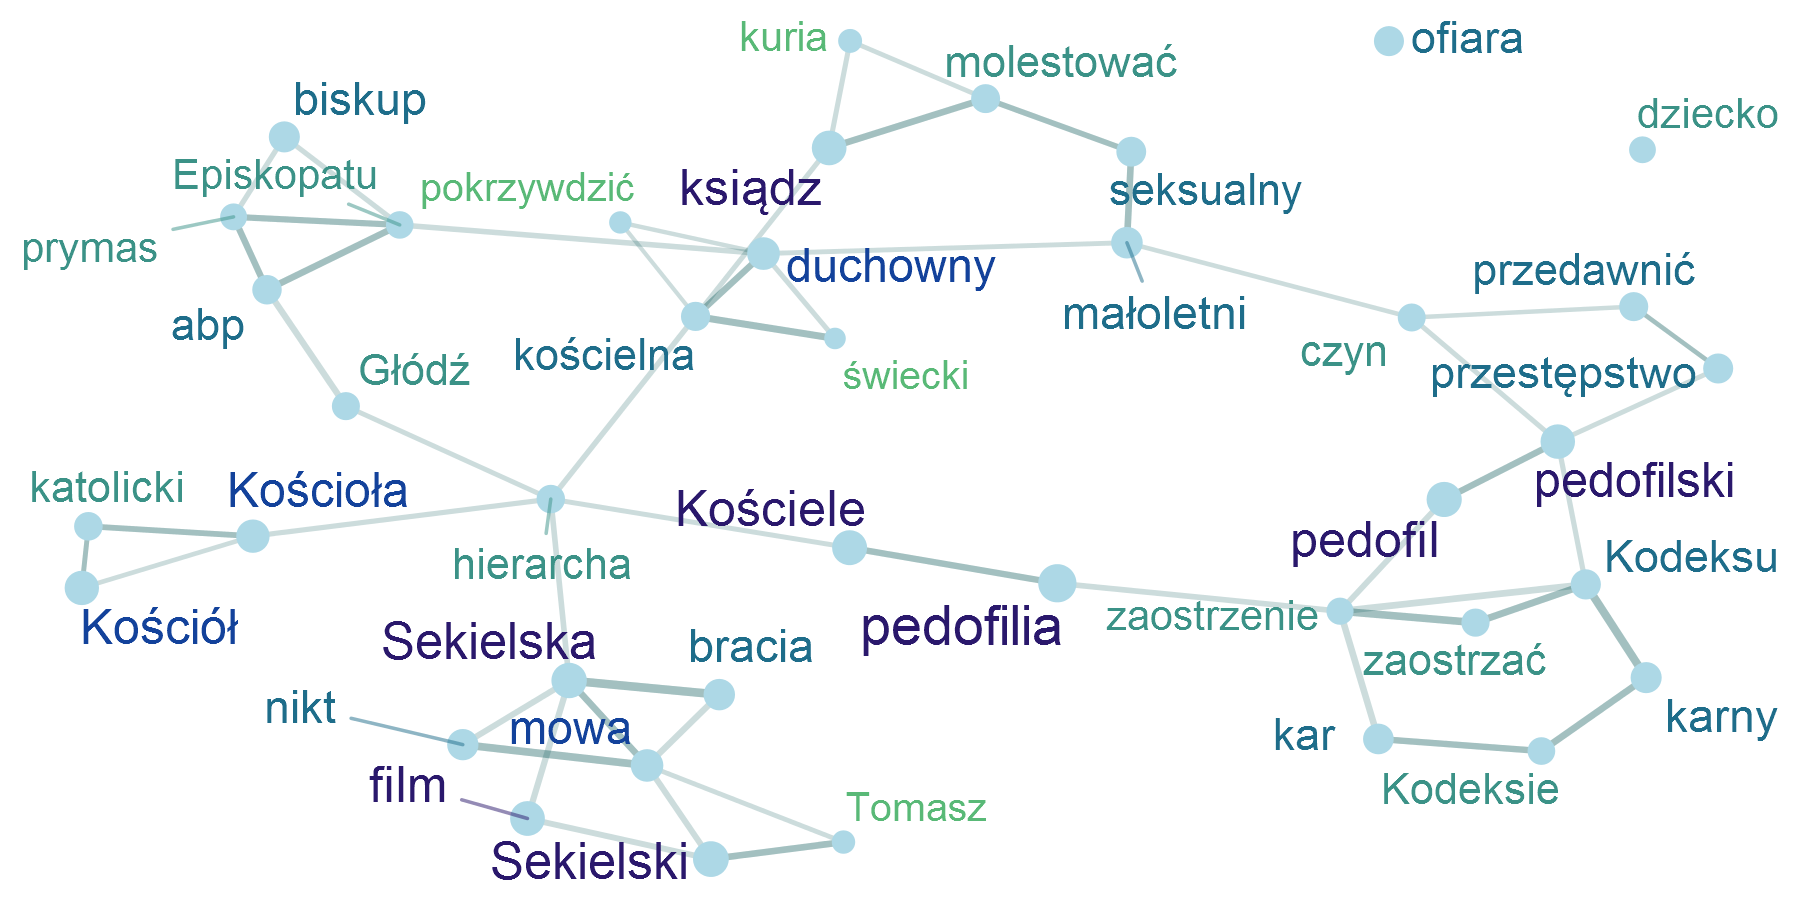 kuria
ofiara
molestować
biskup
dziecko
Episkopatu
pokrzywdzić
ksiądz
seksualny
prymas
duchowny
przedawnić
abp
małoletni
kościelna
czyn
Głódź
świecki
przestępstwo
katolicki
Kościoła
Kościele
pedofilski
hierarcha
pedofil
Kodeksu
Kościół
Sekielska
bracia
pedofilia
zaostrzenie
zaostrzać
nikt
mowa
kar
karny
film
Tomasz
Kodeksie
Sekielski